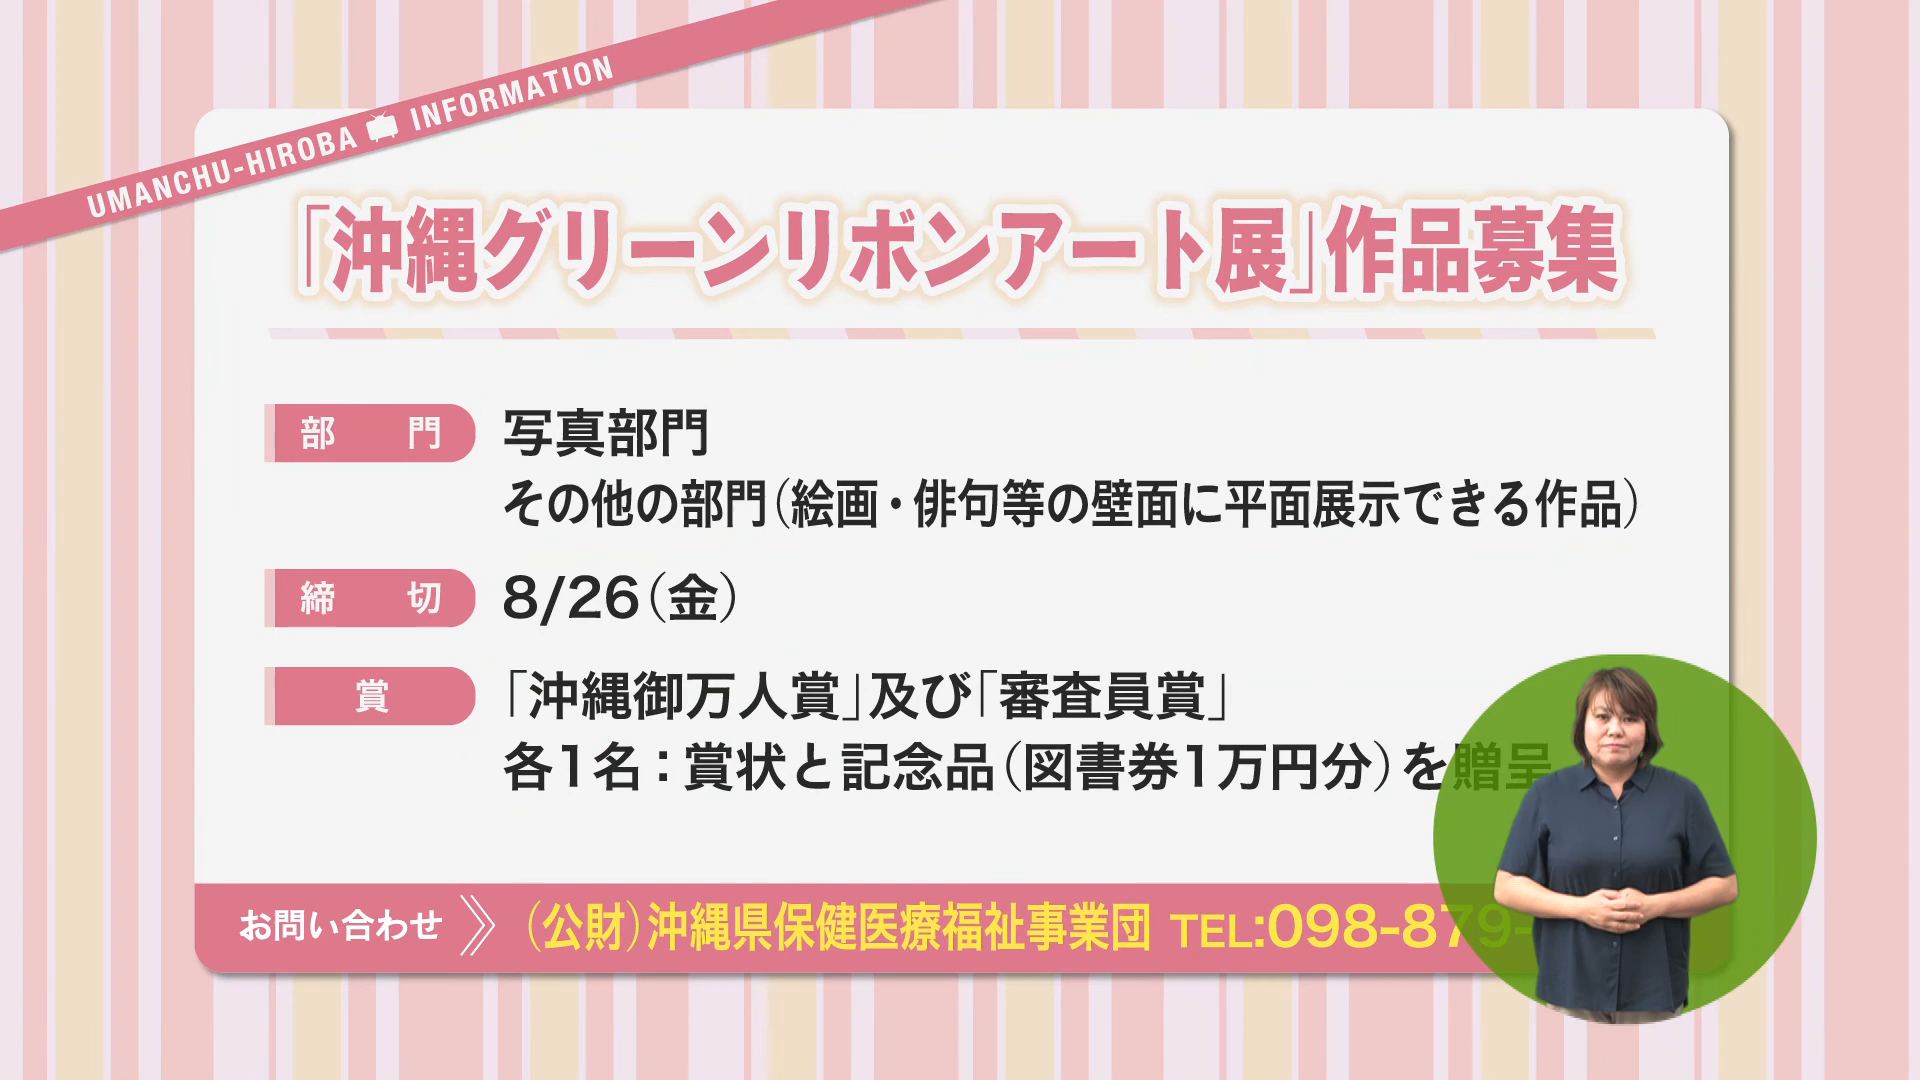 UMANCHU-HIROBA INFORMATION
「沖縄グリーンリボンアート展」作品募集
部　門 写真部門
その他の部門（絵画・俳句等の壁面に平面展示できる作品）
締　切 8/26（金）
賞 「沖縄御万人賞」及び「審査員賞」
各1名：賞状と記念品（図書券1万円分）を贈呈
お問い合わせ （公財）沖縄県保健医療福祉事業団 TEL:098-879-